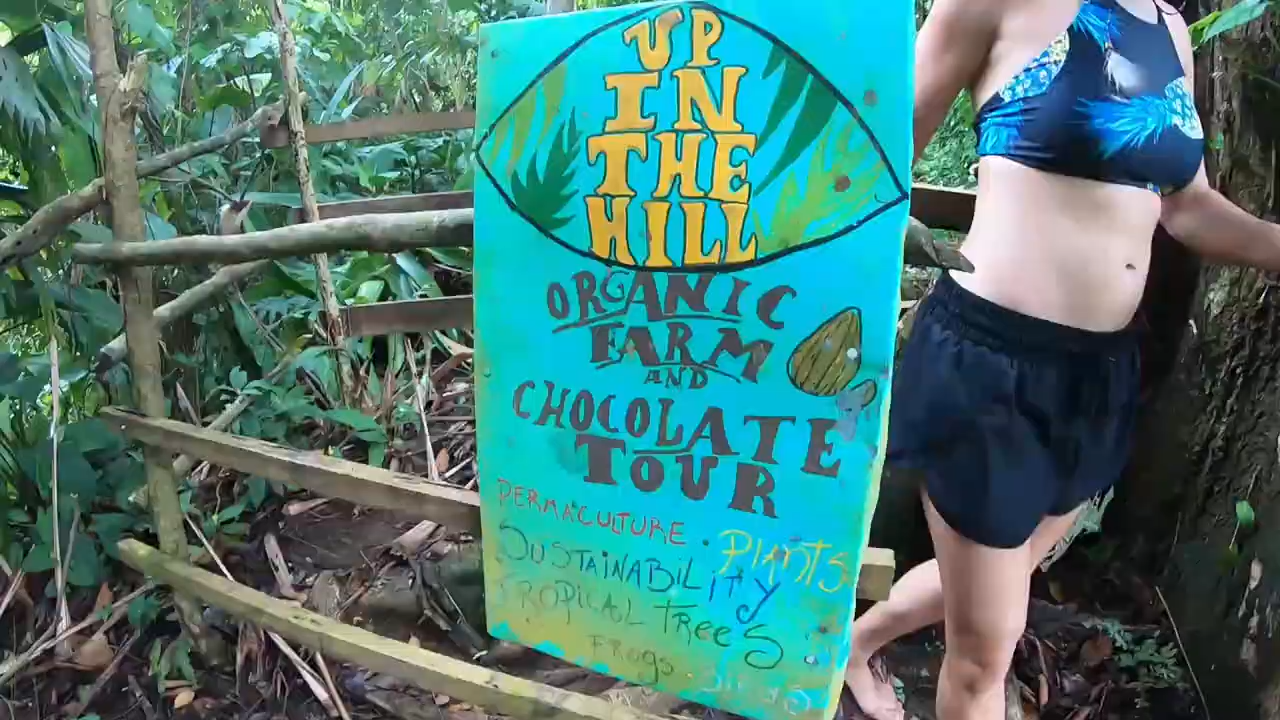 UP
IN
THE
HILL
ORGANIC
FARM
AND
CHOCOLATE
TOUR
PERMACULTURE . PLANTS
SUSTAINABILITY
TROPICAL TREES
FROGS